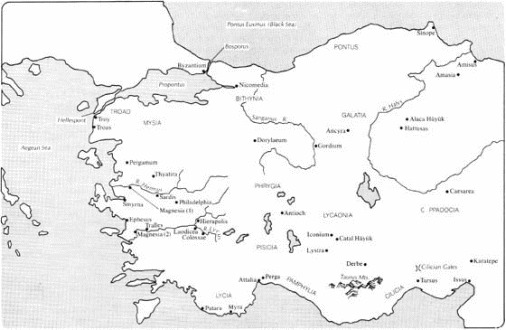 Pontus Euxinus (Black Sea)
Sinope
Bosporus
PONTUS
Byzantium
Amisus
Amasia
Propontis
Nicomedia
BITHYNIA
R. Halys
Hellespont
TROAD
Troy
Troas
MYSIA
Sangarius R.
GALATIA
Alaca Hüyük
Hattusas
Ancyra
Dorylaeum
Gordium
Aegean Sea
Pergamum
Thyatira
PHRYGIA
R. Hermus
Sardis
Philadelphia
Caesarea
Smyrna
Magnesia (1)
C PPADOCIA
Antioch
LYCAONIA
Ephesus
Tralles
Hierapolis
Magnesia (2)
Laodicea
Colossae
Iconium
Catal Hüyük
PISIDIA
Lystra
Derbe
Cilician Gates
Karatepe
Taurus Mts.
Attalia
Perga
PAMPHYLIA
CILICIA
Tarsus
Issus
LYCIA
Patara
Myra